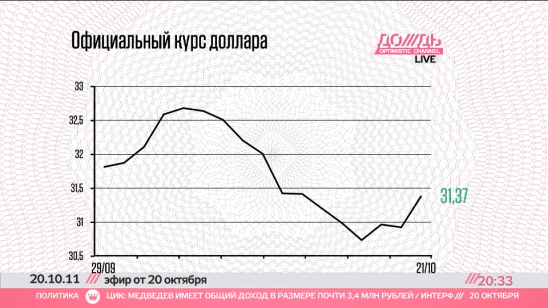 Официальный курс доллара
ДО///ДЬ
OPTIMISTIC CHANNEL
LIVE
33
32,5
32
31,5
31
30,5
31,37
29/09
21/10
20.10.11 /// эфир от 20 октября
///20:33
ПОЛИТИКА ЦИК: МЕДВЕДЕВ ИМЕЕТ ОБЩИЙ ДОХОД В РАЗМЕРЕ ПОЧТИ 3,4 МЛН РУБЛЕЙ / ИНТЕРФ /// 20 ОКТЯБРЯ